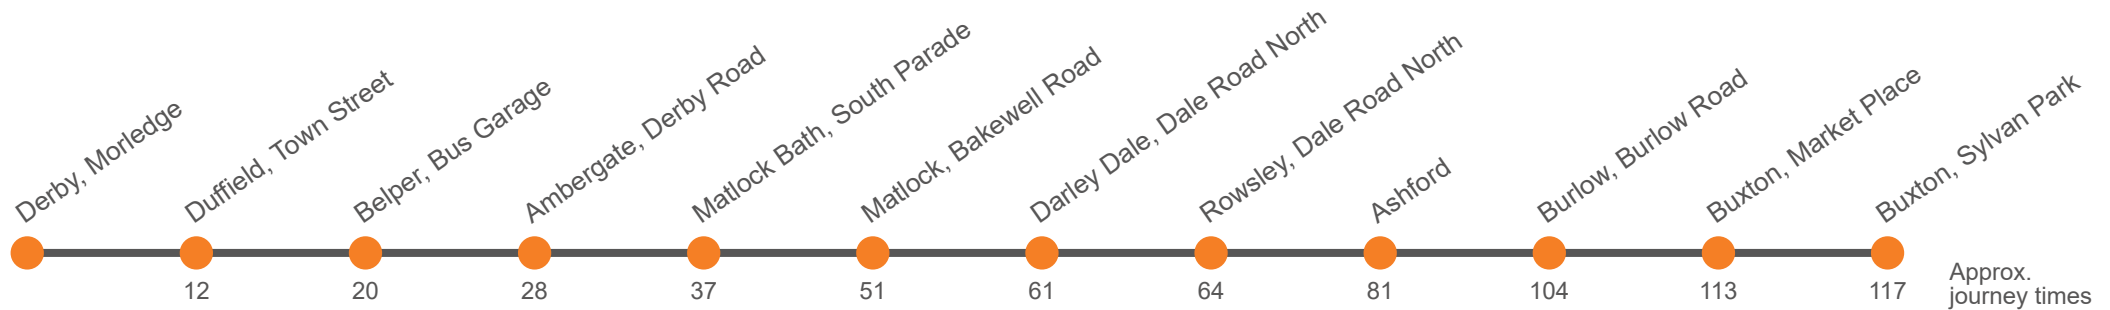 Derby, Morledge
Duffield, Town Street
Belper, Bus Garage
Ambergate, Derby Road
Matlock Bath, South Parade
Matlock, Bakewell Road
Darley Dale, Dale Road North
Rowsley, Dale Road North
Ashford
Burlow, Burlow Road
Buxton, Market Place
Buxton, Sylvan Park
12
20
28
37
51
61
64
81
104
113
117
Approx.
journey times